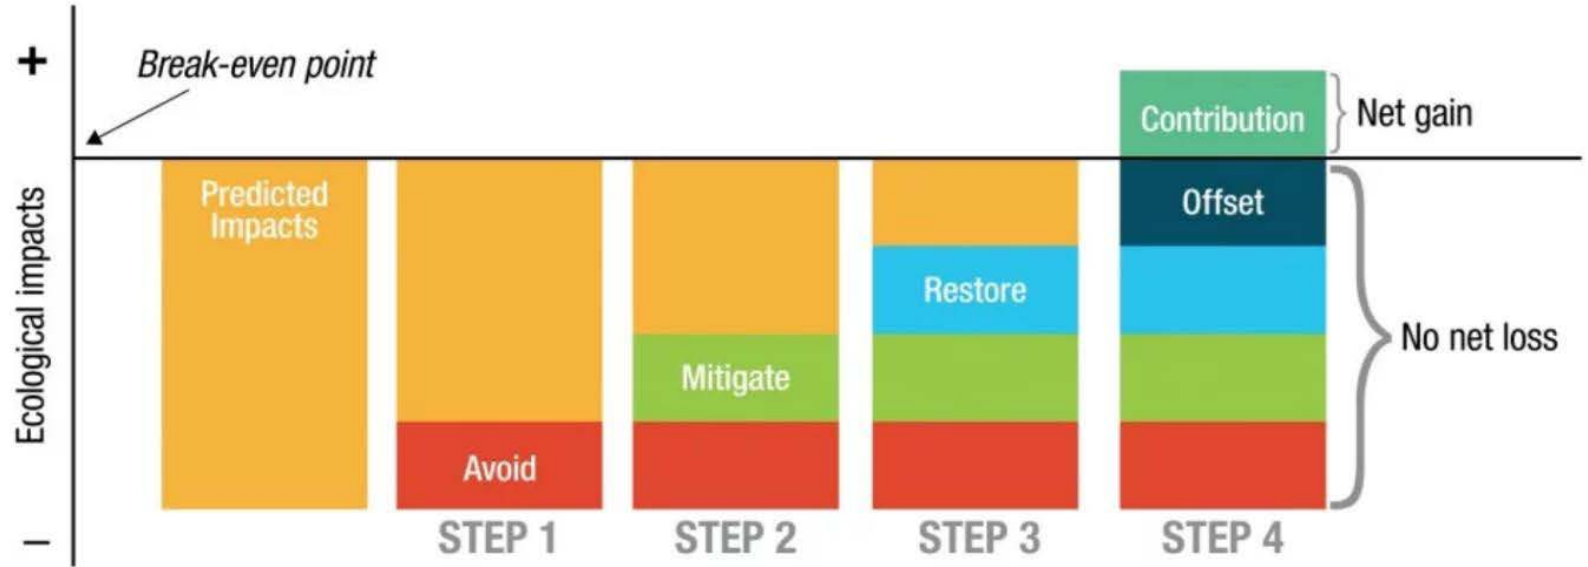 +
Break-even point
Contribution
Net gain
Predicted
Impacts
Offset
Ecological impacts
Restore
No net loss
Mitigate
Avoid
–
STEP 1
STEP 2
STEP 3
STEP 4